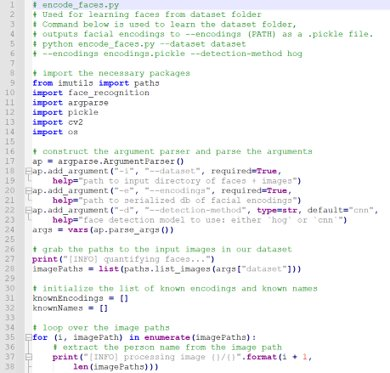 1 # encode_faces.py
2 # Used for learning faces from dataset folder
3 # Command below is used to learn the dataset folder,
4 # outputs facial encodings to --encodings (PATH) as a .pickle file.
5 # python encode_faces.py --dataset dataset
6 # --encodings encodings.pickle --detection-method hog
7
8 # import the necessary packages
9 from imutils import paths
10 import face_recognition
11 import argparse
12 import pickle
13 import cv2
14 import os
15
16 # construct the argument parser and parse the arguments
17 ap = argparse.ArgumentParser()
18 ap.add_argument("-i", "--dataset", required=True,
19 help="path to input directory of faces + images")
20 ap.add_argument("-e", "--encodings", required=True,
21 help="path to serialized db of facial encodings")
22 ap.add_argument("-d", "--detection-method", type=str, default="cnn",
23 help="face detection model to use: either `hog` or `cnn`")
24 args = vars(ap.parse_args())
25
26 # grab the paths to the input images in our dataset
27 print("[INFO] quantifying faces...")
28 imagePaths = list(paths.list_images(args["dataset"]))
29
30 # initialize the list of known encodings and known names
31 knownEncodings = []
32 knownNames = []
33
34 # loop over the image paths
35 for (i, imagePath) in enumerate(imagePaths):
36 # extract the person name from the image path
37 print("[INFO] processing image {}/{}".format(i + 1,
38 len(imagePaths)))